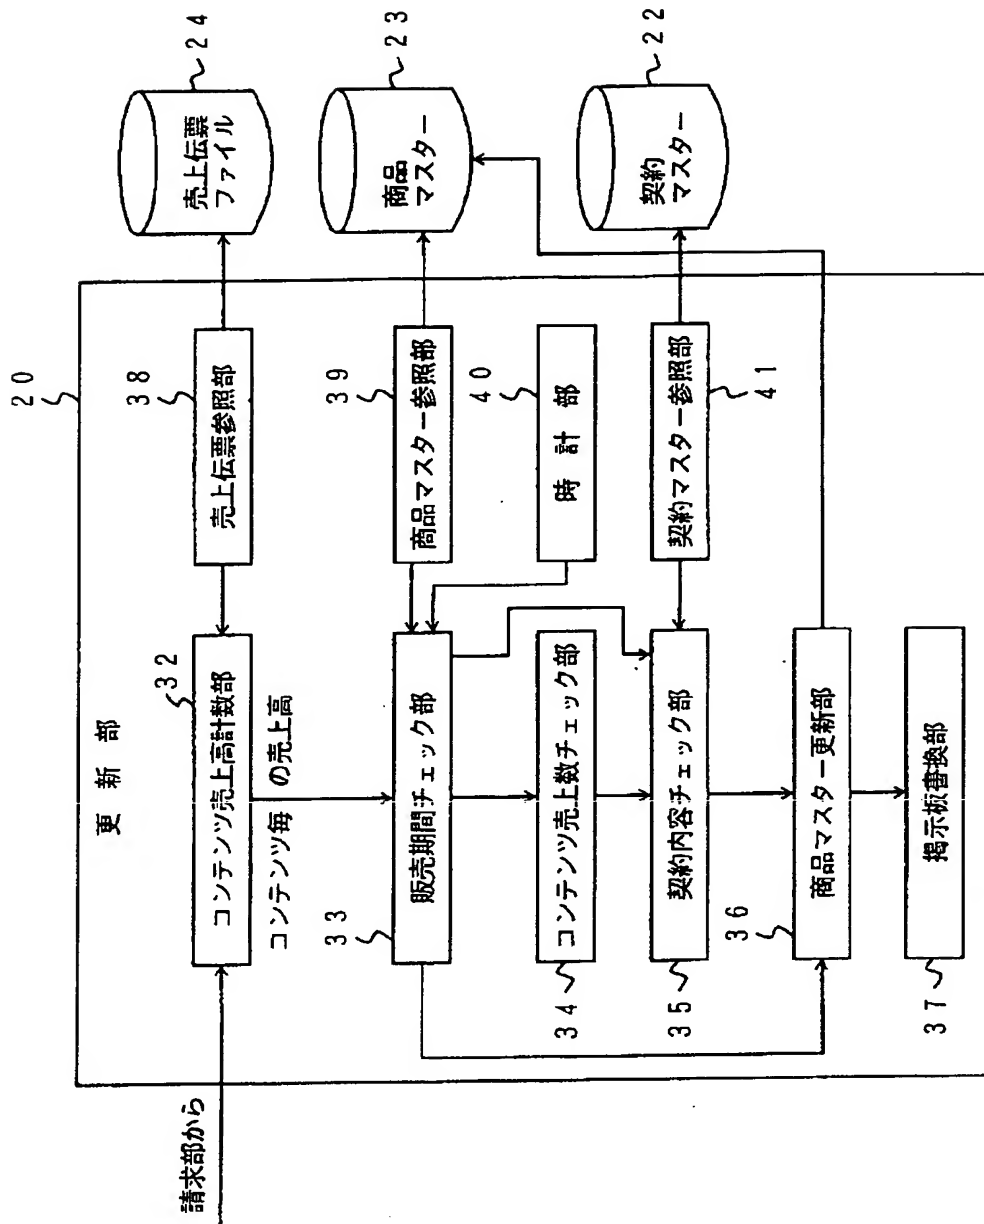 請求部から
更新部
20
コンテンツ売上高計数部
32
コンテンツ毎の売上高
売上伝票参照部
38
売上伝票
ファイル
24
販売期間チェック部
33
商品マスター参照部
39
商品
マスター
23
時計部
40
コンテンツ売上数チェック部
34
契約内容チェック部
35
契約マスター参照部
41
契約
マスター
22
商品マスター更新部
36
掲示板書換部
37